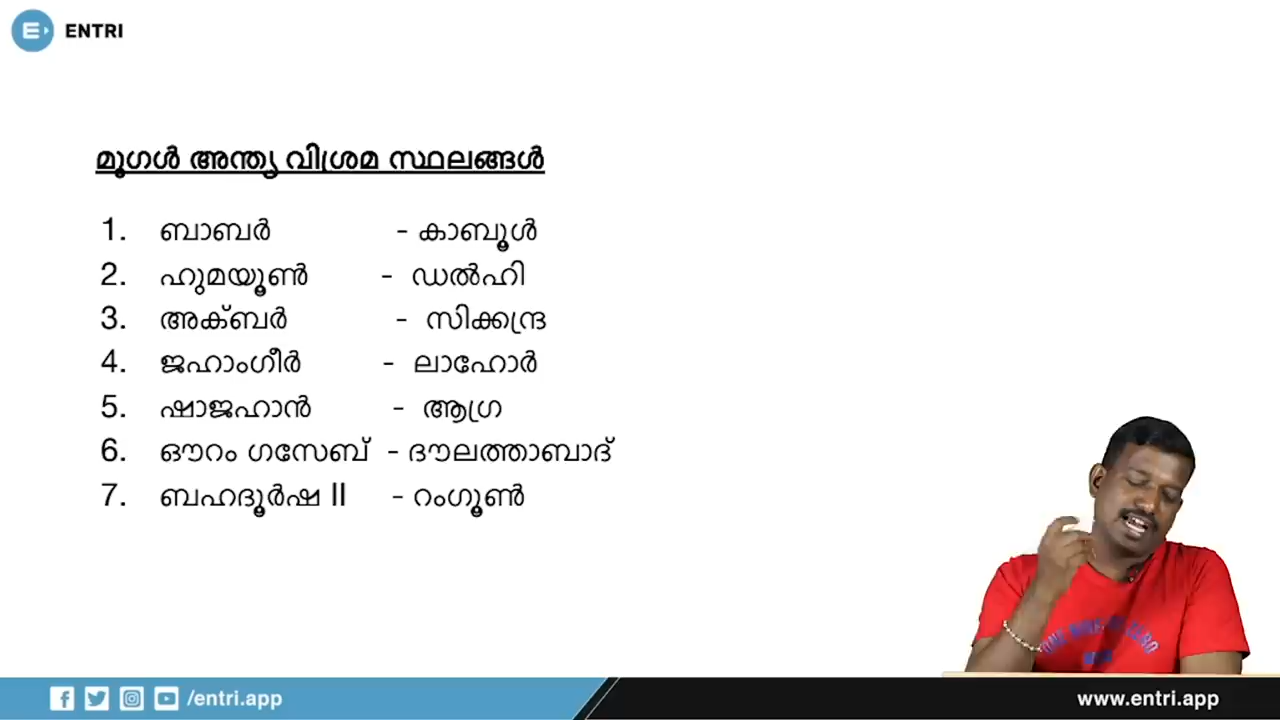 ENTRI
മുഗൾ അന്ത്യ വിശ്രമ സ്ഥലങ്ങൾ
1. ബാബർ - കാബൂൾ
2. ഹുമയൂൺ - ഡൽഹി
3. അക്ബർ - സിക്കന്ദ്ര
4. ജഹാംഗീർ - ലാഹോർ
5. ഷാജഹാൻ - ആഗ്ര
6. ഔറം ഗസേബ് - ദൗലത്താബാദ്
7. ബഹദൂർഷ II - റംഗൂൺ
/entri.app
www.entri.app